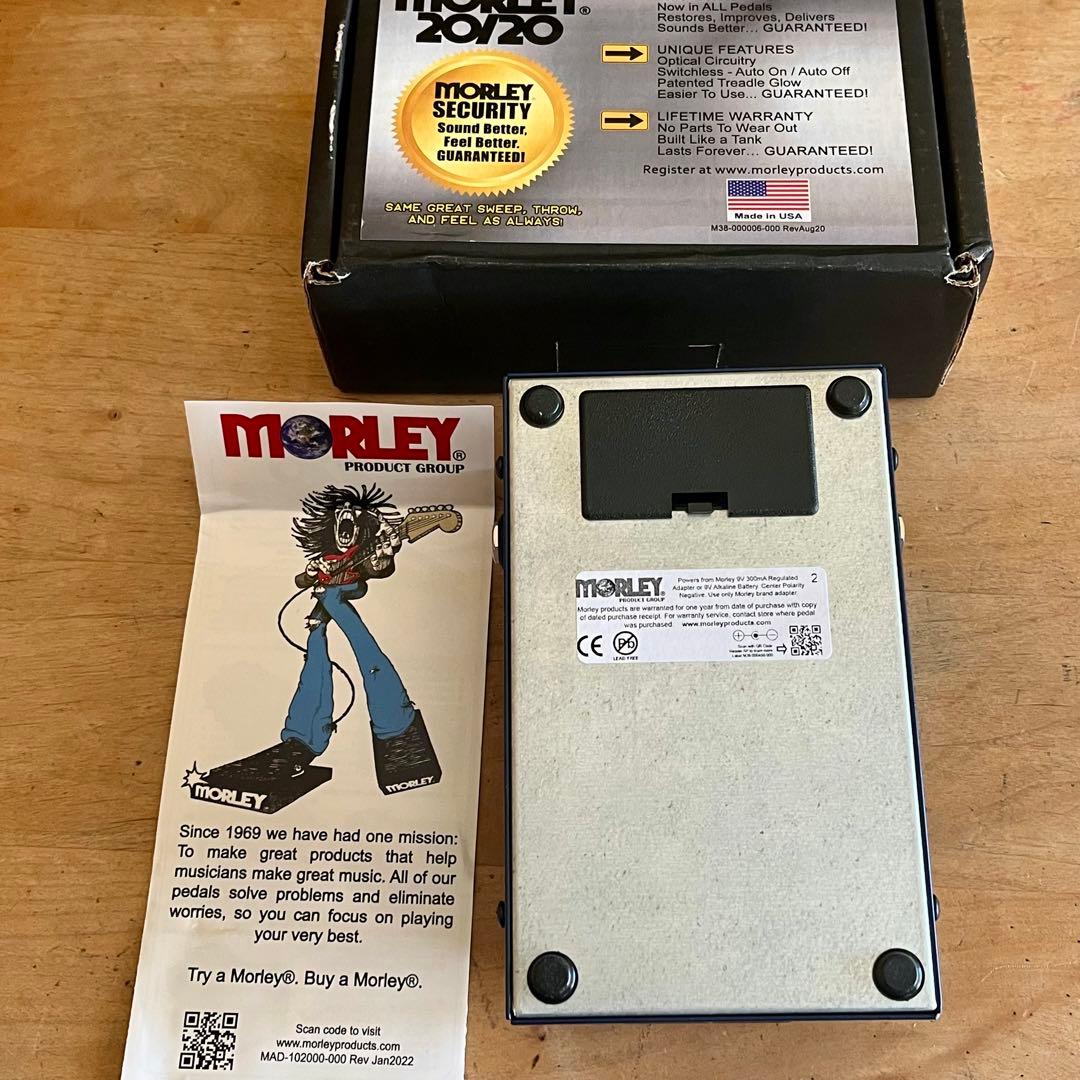 MORLEY®
20/20
MORLEY
SECURITY
Sound Better,
Feel Better.
GUARANTEED!
SAME GREAT SWEEP, THROW,
AND FEEL AS ALWAYS!
Now in ALL Pedals
Restores, Improves, Delivers
Sounds Better... GUARANTEED!
UNIQUE FEATURES
Optical Circuitry
Switchless - Auto On / Auto Off
Patented Treadle Glow
Easier To Use... GUARANTEED!
LIFETIME WARRANTY
No Parts To Wear Out
Built Like a Tank
Lasts Forever... GUARANTEED!
Register at www.morleyproducts.com
Made in USA
M38-000006-000 RevAug20
MORLEY®
PRODUCT GROUP
MORLEY
MORLEY
Since 1969 we have had one mission:
To make great products that help
musicians make great music. All of our
pedals solve problems and eliminate
worries, so you can focus on playing
your very best.
Try a Morley®. Buy a Morley®.
Scan code to visit
www.morleyproducts.com
MAD-102000-000 Rev Jan2022
MORLEY
PRODUCT GROUP
Powers from Morley 9V 300mA Regulated
Adapter or 9V Alkaline Battery. Center Polarity
Negative. Use only Morley brand adapter.
2
Morley products are warranted for one year from date of purchase with copy
of dated purchase receipt. For warranty service, contact store where pedal
was purchased www.morleyproducts.com
CE
Pb
LEAD FREE
Scan with QR Code